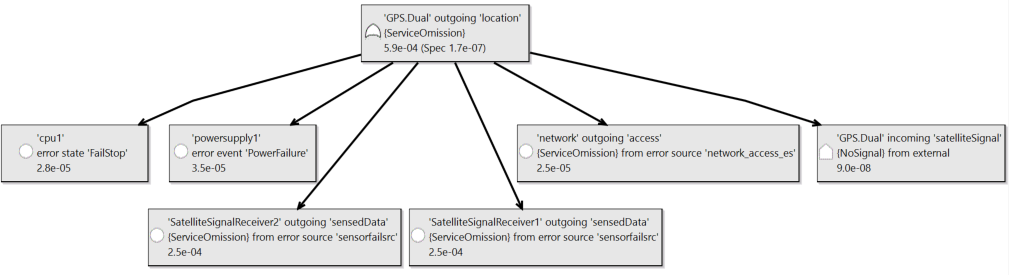 'GPS.Dual' outgoing 'location'
{ServiceOmission}
5.9e-04 (Spec 1.7e-07)
'cpu1'
error state 'FailStop'
2.8e-05
'powersupply1'
error event 'PowerFailure'
3.5e-05
'network' outgoing 'access'
{ServiceOmission} from error source 'network_access_es'
2.5e-05
'GPS.Dual' incoming 'satelliteSignal'
{NoSignal} from external
9.0e-08
'SatelliteSignalReceiver2' outgoing 'sensedData'
{ServiceOmission} from error source 'sensorfailsrc'
2.5e-04
'SatelliteSignalReceiver1' outgoing 'sensedData'
{ServiceOmission} from error source 'sensorfailsrc'
2.5e-04